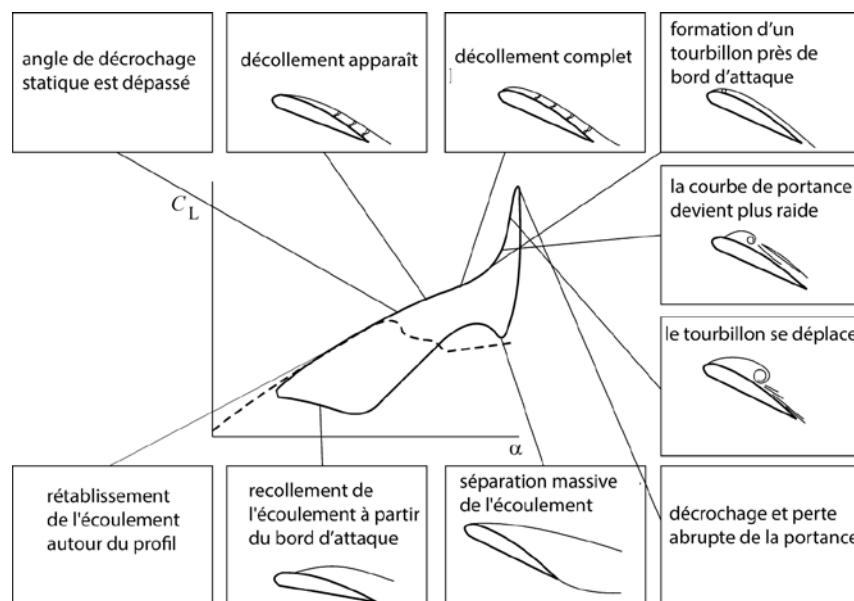 angle de décrochage
statique est dépassé
décollement apparaît
décollement complet
formation d'un
tourbillon près de
bord d'attaque
la courbe de portance
devient plus raide
le tourbillon se déplace
C_L
α
rétablissement
de l'écoulement
autour du profil
recollement de
l'écoulement à partir
du bord d'attaque
séparation massive
de l'écoulement
décrochage et perte
abrupte de la portance